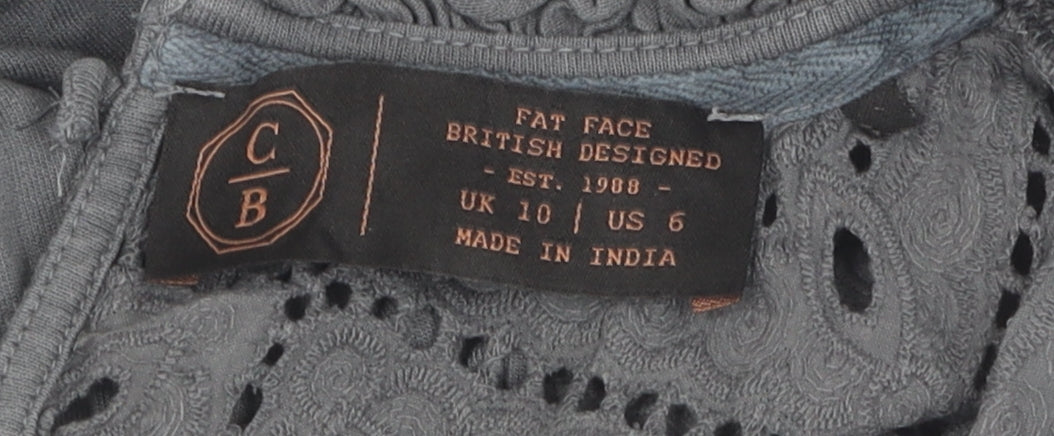 C
B
FAT FACE
BRITISH DESIGNED
- EST. 1988 -
UK 10 | US 6
MADE IN INDIA